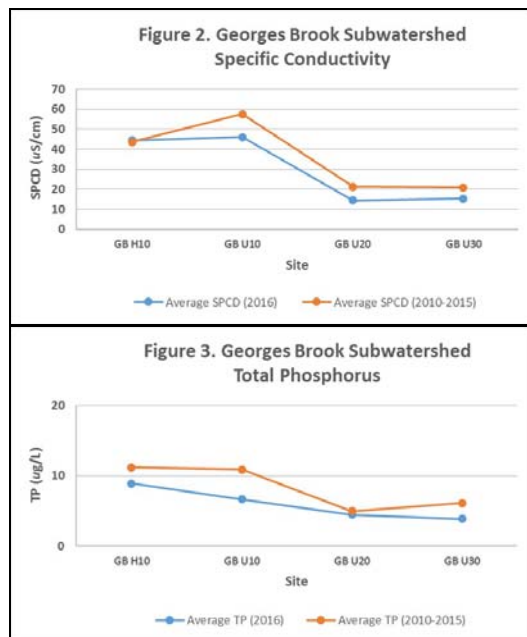 Figure 2. Georges Brook Subwatershed
Specific Conductivity
70
60
50
40
30
20
10
0
SPCD (uS/cm)
GB H10 GB U10 GB U20 GB U30
Site
Average SPCD (2016) Average SPCD (2010-2015)
Figure 3. Georges Brook Subwatershed
Total Phosphorus
20
10
0
TP (ug/L)
GB H10 GB U10 GB U20 GB U30
Site
Average TP (2016) Average TP (2010-2015)